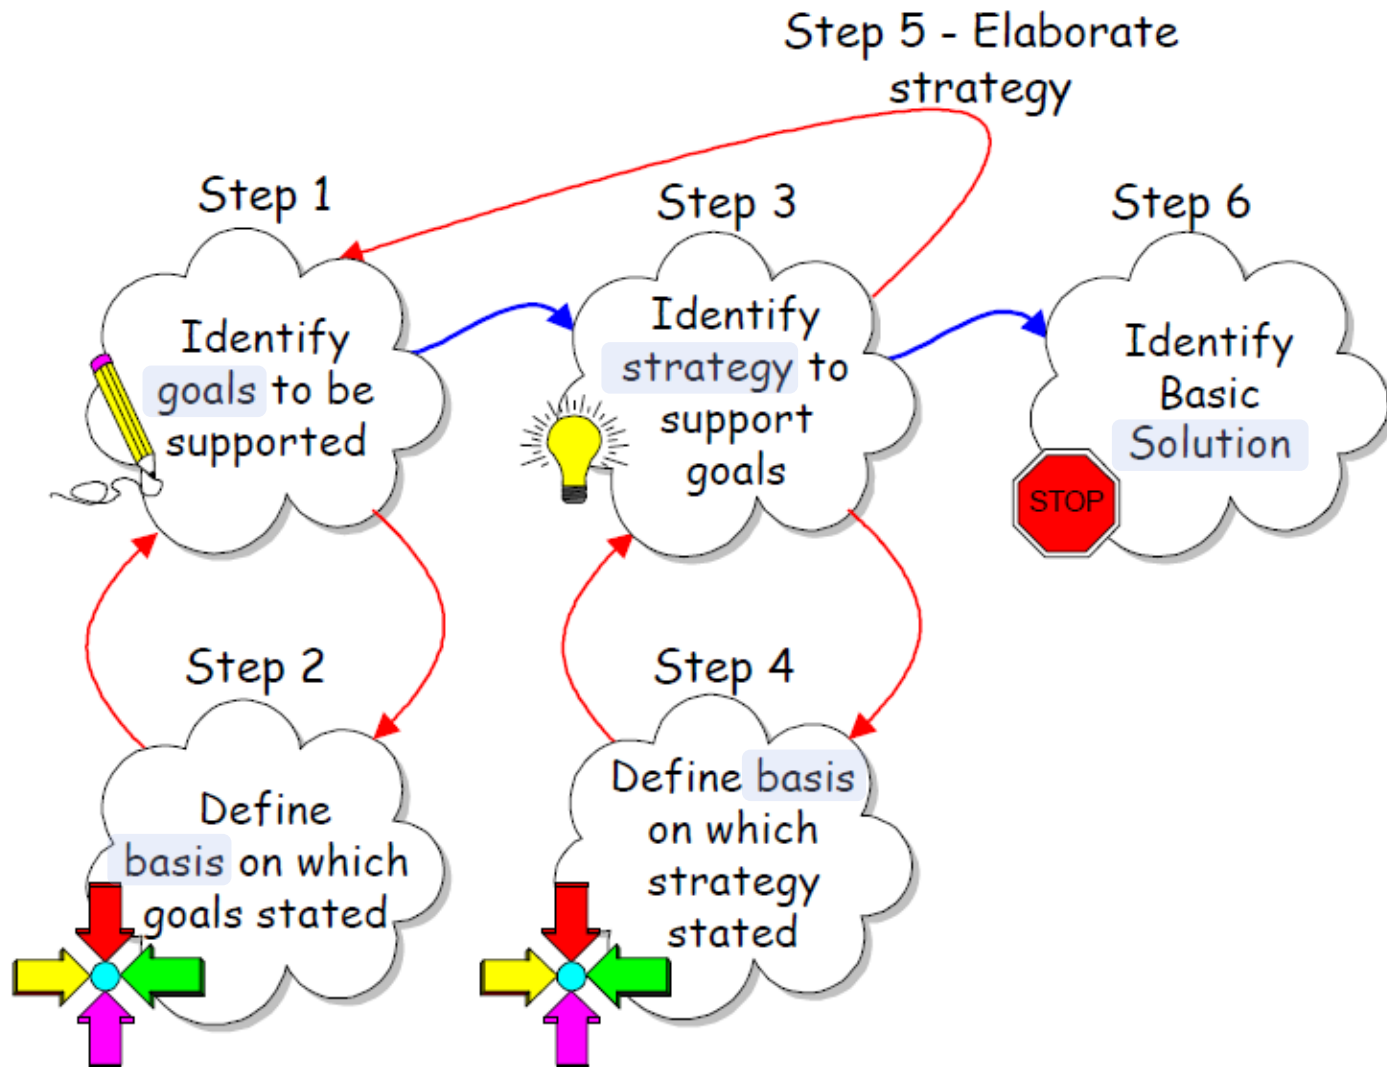 Step 5 - Elaborate
strategy
Step 1
Identify
goals to be
supported
Step 3
Identify
strategy to
support
goals
Step 6
Identify
Basic
Solution
STOP
Step 2
Define
basis on which
goals stated
Step 4
Define basis
on which
strategy
stated